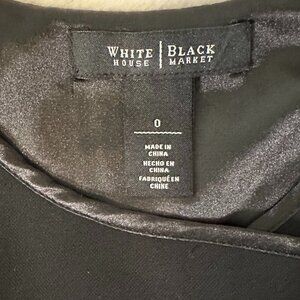 WHITE | BLACK
HOUSE | MARKET
0
MADE IN
CHINA
HECHO EN
CHINA
FABRIQUÉ EN
CHINE